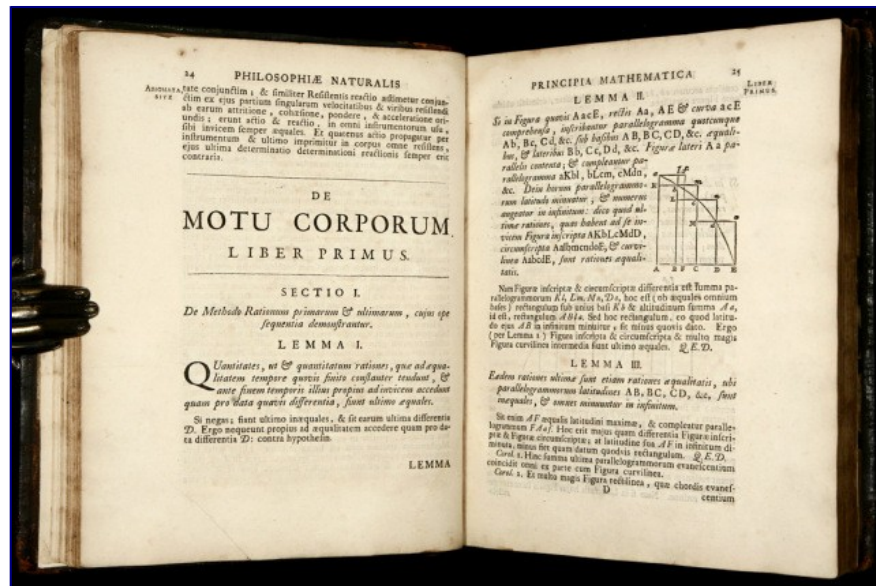 24
PHILOSOPHIÆ NATURALIS
AXIOMATA,
SIVE
tate conjunctim; & similiter Resistentis reactio æstimetur conjun-
ctim ex ejus partium singularum velocitatibus & viribus resistendi
ab earum attritione, cohæsione, pondere, & acceleratione ori-
undis; erunt actio & reactio, in omni instrumentorum usu,
sibi invicem semper æquales. Et quatenus actio propagatur per
instrumentum & ultimo imprimitur in corpus omne resistens,
ejus ultima determinatio determinationi reactionis semper erit
contraria.
DE
MOTU CORPORUM
LIBER PRIMUS.
SECTIO I.
De Methodo Rationum primarum & ultimarum, cujus ope
sequentia demonstrantur.
LEMMA I.
QUantitates, ut & quantitatum rationes, quæ ad æqua-
litatem tempore quovis finito constanter tendunt, &
ante finem temporis illius propius ad invicem accedunt
quam pro data quavis differentia, fiunt ultimo æquales.
Si negas; fiant ultimo inæquales, & sit earum ultima differentia
D. Ergo nequeunt propius ad æqualitatem accedere quam pro da-
ta differentia D: contra hypothesin.
LEMMA
PRINCIPIA MATHEMATICA.
25
LIBER
PRIMUS.
LEMMA II.
Si in Figura quavis AacE, rectis Aa, AE & curva acE
comprehensa, inscribantur parallelogramma quotcunque
Ab, Bc, Cd, &c. sub basibus AB, BC, CD, &c. æquali-
bus, & lateribus Bb, Cc, Dd, &c. Figuræ lateri Aa pa-
rallelis contenta; & compleantur pa-
rallelogramma aKbl, bLcm, cMdn,
&c. Dein horum parallelogrammo-
rum latitudo minuatur, & numerus
augeatur in infinitum: dico quod ul-
timæ rationes, quas habent ad se in-
vicem Figura inscripta AKbLcMdD,
circumscripta AalbmcndoE, & curvi-
linea AabcdE, sunt rationes æquali-
tatis.
A B F C D E
Nam Figuræ inscriptæ & circumscriptæ differentia est summa pa-
rallelogrammorum Kl, Lm, Mn, Do, hoc est (ob æquales omnium
bases) rectangulum sub unius basi Kb & altitudinum summa Aa,
id est, rectangulum ABla. Sed hoc rectangulum, eo quod latitu-
do ejus AB in infinitum minuitur, fit minus quovis dato. Ergo
(per Lemma I) Figura inscripta & circumscripta & multo magis
Figura curvilinea intermedia fiunt ultimo æquales. Q.E.D.
LEMMA III.
Eædem rationes ultimæ sunt etiam rationes æqualitatis, ubi
parallelogrammorum latitudines AB, BC, CD, &c. sunt
inæquales, & omnes minuuntur in infinitum.
Sit enim AF æqualis latitudini maximæ, & compleatur paralle-
logrammum FAaf. Hoc erit majus quam differentia Figuræ inscri-
ptæ & Figuræ circumscriptæ; at latitudine sua AF in infinitum di-
minuta, minus fiet quam datum quodvis rectangulum. Q.E.D.
Corol. 1. Hinc summa ultima parallelogrammorum evanescentium
coincidit omni ex parte cum Figura curvilinea.
Corol. 2. Et multo magis Figura rectilinea, quæ chordis evanes-
D
centium